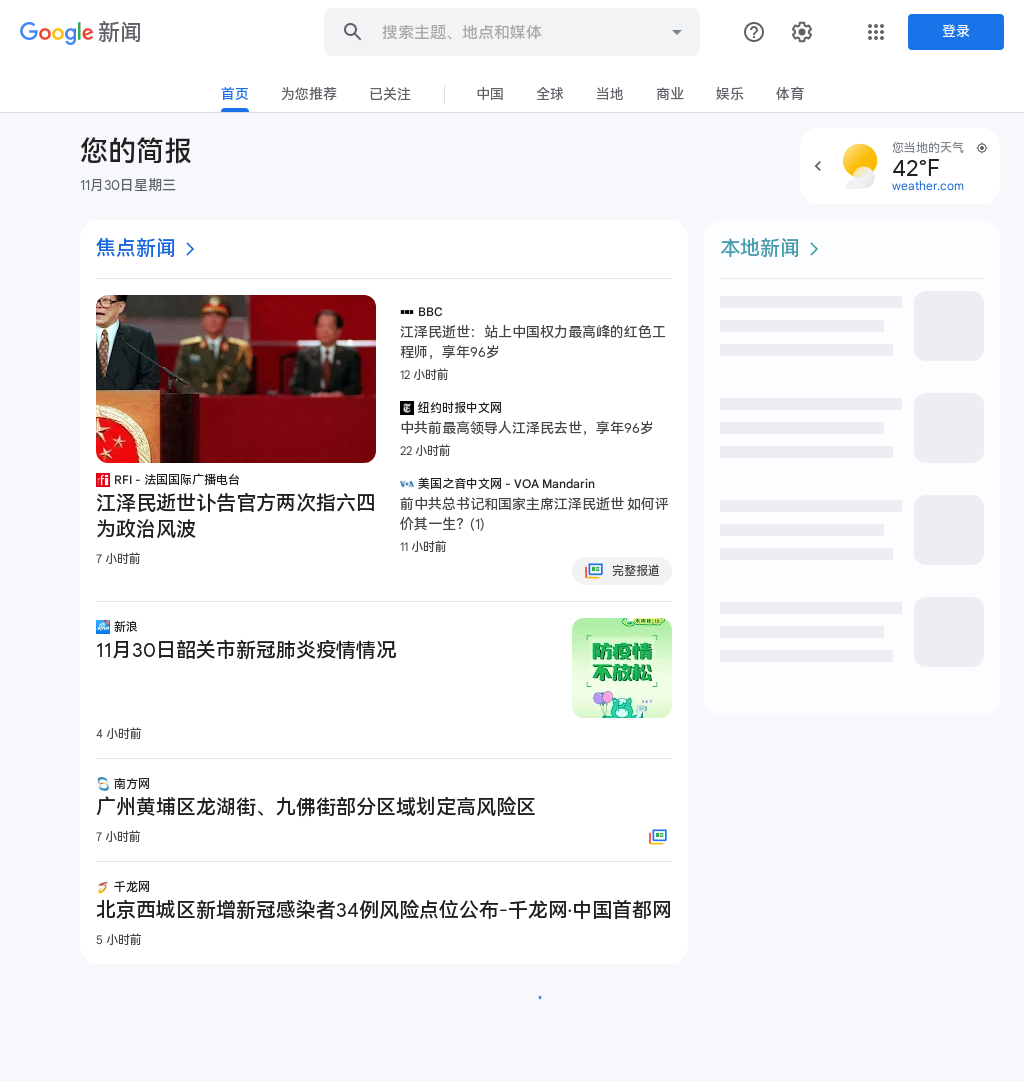 Google 新闻
搜索主题、地点和媒体
登录
首页
为您推荐
已关注
中国
全球
当地
商业
娱乐
体育
您的简报
11月30日星期三
您当地的天气
42°F
weather.com
焦点新闻
RFI - 法国国际广播电台
江泽民逝世讣告官方两次指六四
为政治风波
7 小时前
BBC
江泽民逝世：站上中国权力最高峰的红色工
程师，享年96岁
12 小时前
纽约时报中文网
中共前最高领导人江泽民去世，享年96岁
22 小时前
VOA
美国之音中文网 - VOA Mandarin
前中共总书记和国家主席江泽民逝世 如何评
价其一生？(1)
11 小时前
完整报道
新浪
11月30日韶关市新冠肺炎疫情情况
防疫情
不放松
4 小时前
南方网
广州黄埔区龙湖街、九佛街部分区域划定高风险区
7 小时前
千龙网
北京西城区新增新冠感染者34例风险点位公布-千龙网·中国首都网
5 小时前
本地新闻